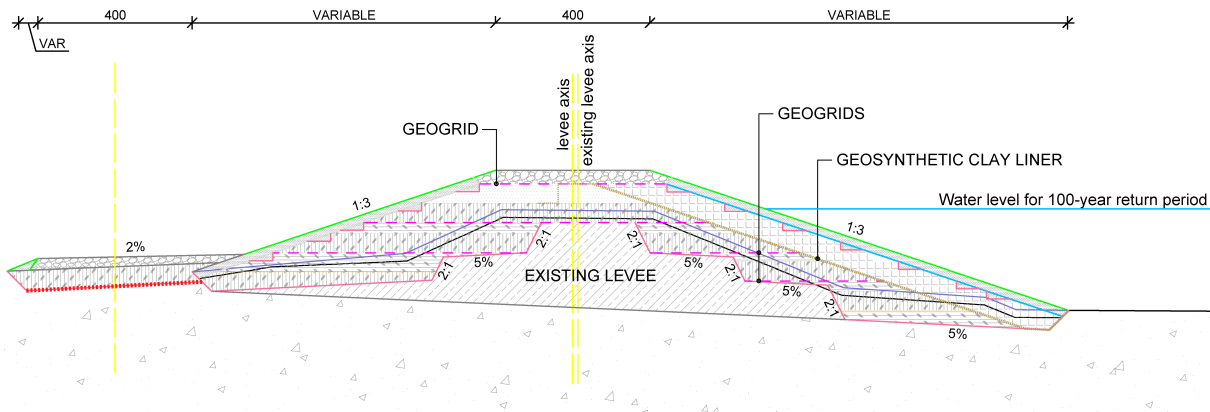 400
VARIABLE
400
VARIABLE
VAR
levee axis
existing levee axis
GEOGRID
GEOGRIDS
GEOSYNTHETIC CLAY LINER
Water level for 100-year return period
1:3
1:3
2%
2:1
2:1
5%
5%
2:1
2:1
EXISTING LEVEE
5%
2:1
5%